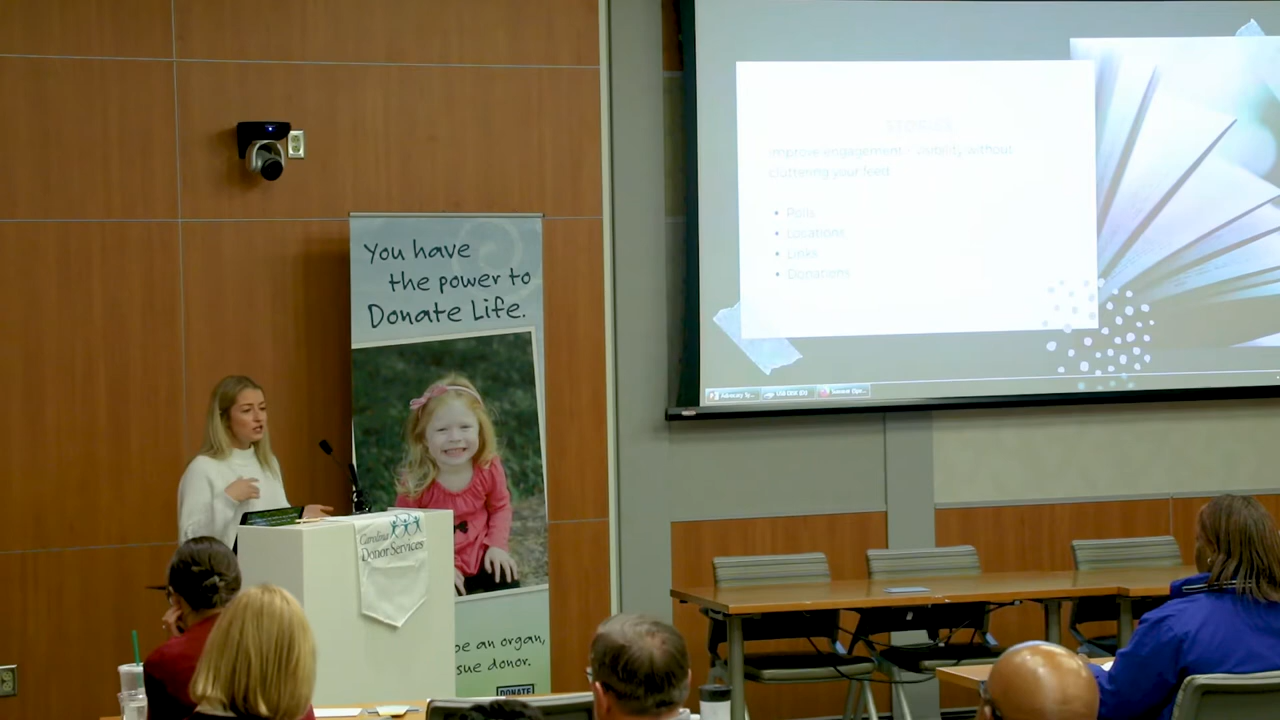 You have
the power to
Donate Life.
Carolina
Donor Services
be an organ,
sue donor.
DONATE
STORIES
Improve engagement + visibility without
cluttering your feed
• Polls
• Locations
• Links
• Donations